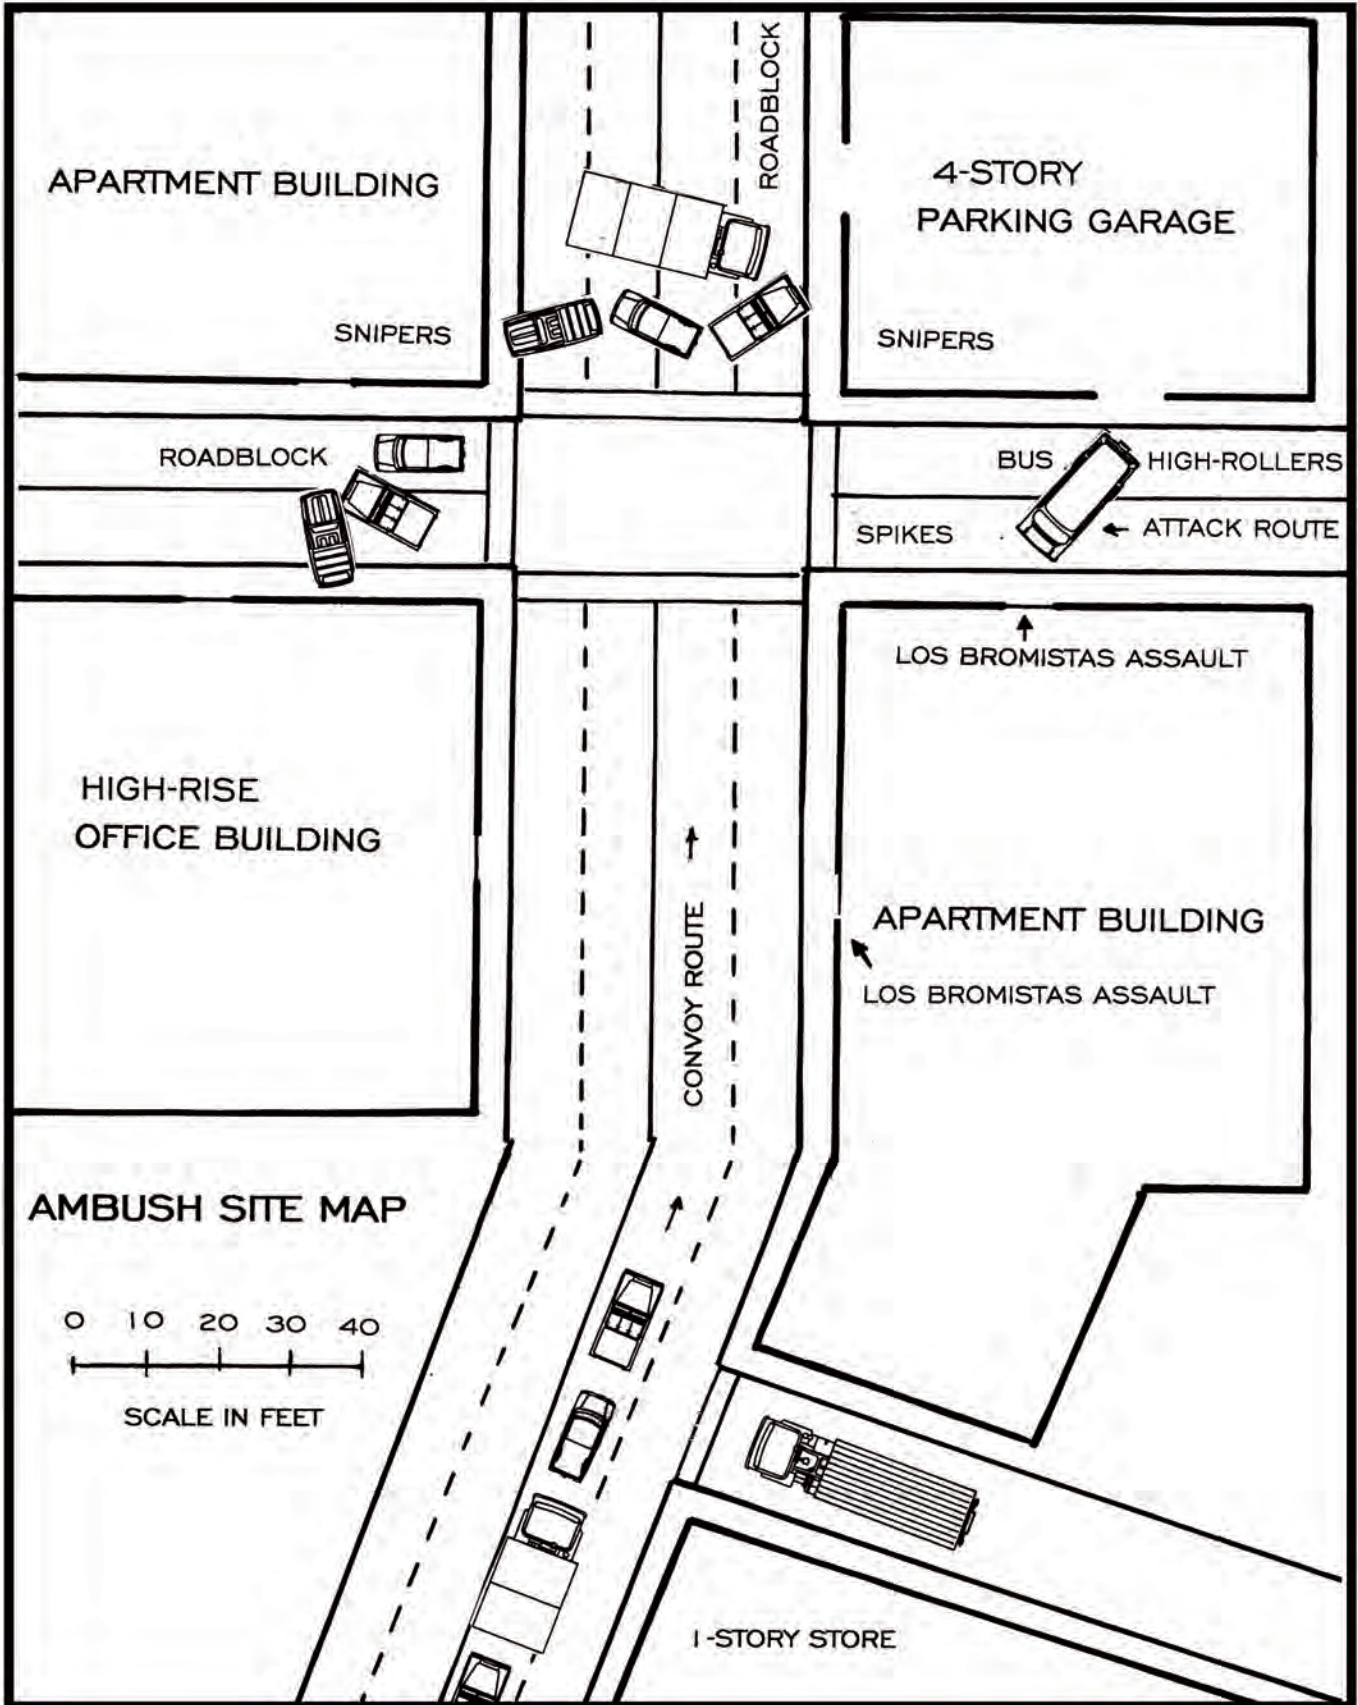 ROADBLOCK
APARTMENT BUILDING
4-STORY
PARKING GARAGE
SNIPERS
SNIPERS
ROADBLOCK
BUS
HIGH-ROLLERS
SPIKES
ATTACK ROUTE
LOS BROMISTAS ASSAULT
HIGH-RISE
OFFICE BUILDING
CONVOY ROUTE
APARTMENT BUILDING
LOS BROMISTAS ASSAULT
AMBUSH SITE MAP
0 10 20 30 40
SCALE IN FEET
1-STORY STORE